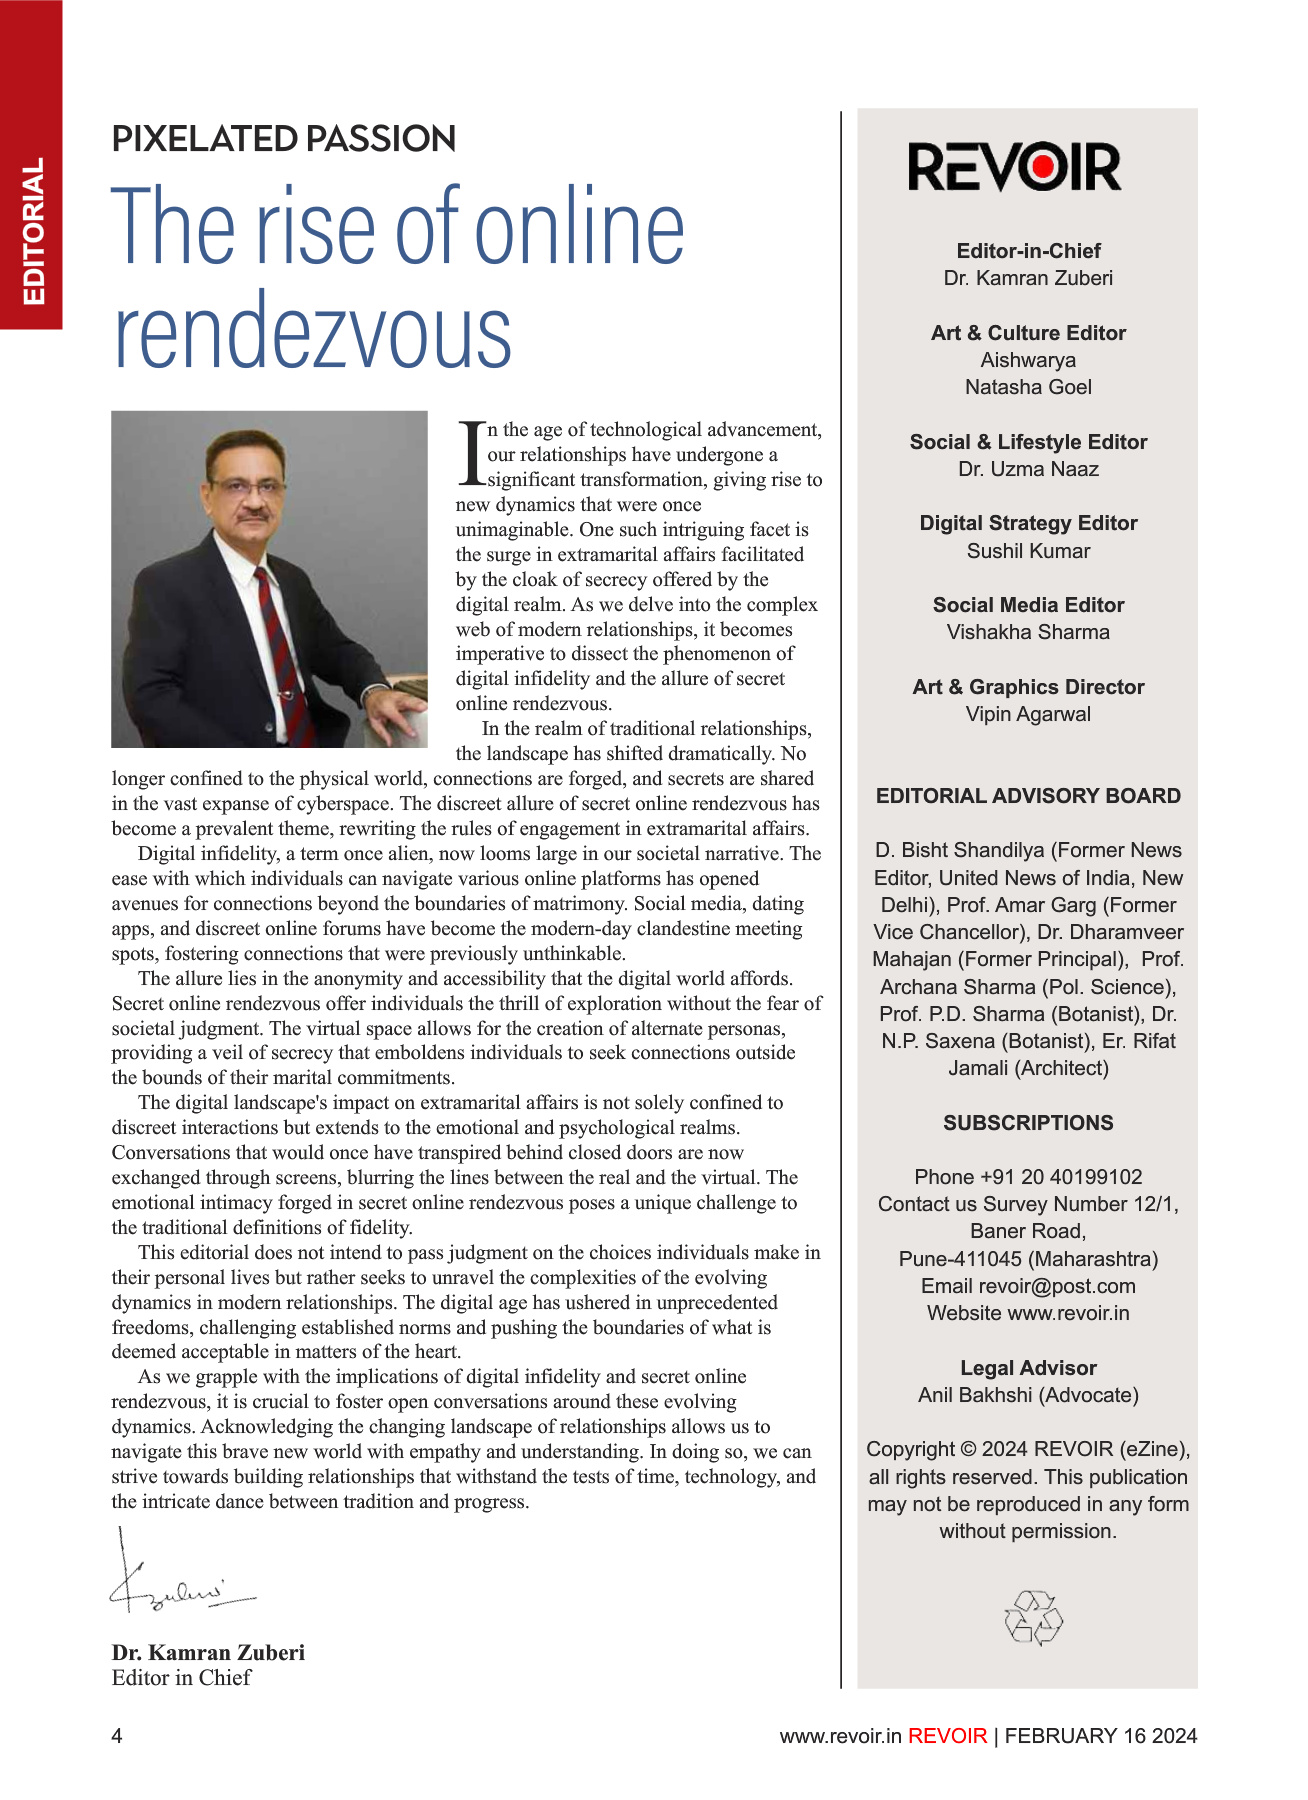 EDITORIAL
PIXELATED PASSION
The rise of online
rendezvous
In the age of technological advancement,
our relationships have undergone a
significant transformation, giving rise to
new dynamics that were once
unimaginable. One such intriguing facet is
the surge in extramarital affairs facilitated
by the cloak of secrecy offered by the
digital realm. As we delve into the complex
web of modern relationships, it becomes
imperative to dissect the phenomenon of
digital infidelity and the allure of secret
online rendezvous.
In the realm of traditional relationships,
the landscape has shifted dramatically. No
longer confined to the physical world, connections are forged, and secrets are shared
in the vast expanse of cyberspace. The discreet allure of secret online rendezvous has
become a prevalent theme, rewriting the rules of engagement in extramarital affairs.
Digital infidelity, a term once alien, now looms large in our societal narrative. The
ease with which individuals can navigate various online platforms has opened
avenues for connections beyond the boundaries of matrimony. Social media, dating
apps, and discreet online forums have become the modern-day clandestine meeting
spots, fostering connections that were previously unthinkable.
The allure lies in the anonymity and accessibility that the digital world affords.
Secret online rendezvous offer individuals the thrill of exploration without the fear of
societal judgment. The virtual space allows for the creation of alternate personas,
providing a veil of secrecy that emboldens individuals to seek connections outside
the bounds of their marital commitments.
The digital landscape's impact on extramarital affairs is not solely confined to
discreet interactions but extends to the emotional and psychological realms.
Conversations that would once have transpired behind closed doors are now
exchanged through screens, blurring the lines between the real and the virtual. The
emotional intimacy forged in secret online rendezvous poses a unique challenge to
the traditional definitions of fidelity.
This editorial does not intend to pass judgment on the choices individuals make in
their personal lives but rather seeks to unravel the complexities of the evolving
dynamics in modern relationships. The digital age has ushered in unprecedented
freedoms, challenging established norms and pushing the boundaries of what is
deemed acceptable in matters of the heart.
As we grapple with the implications of digital infidelity and secret online
rendezvous, it is crucial to foster open conversations around these evolving
dynamics. Acknowledging the changing landscape of relationships allows us to
navigate this brave new world with empathy and understanding. In doing so, we can
strive towards building relationships that withstand the tests of time, technology, and
the intricate dance between tradition and progress.
Kzuberi
Dr. Kamran Zuberi
Editor in Chief
REVOIR
Editor-in-Chief
Dr. Kamran Zuberi
Art & Culture Editor
Aishwarya
Natasha Goel
Social & Lifestyle Editor
Dr. Uzma Naaz
Digital Strategy Editor
Sushil Kumar
Social Media Editor
Vishakha Sharma
Art & Graphics Director
Vipin Agarwal
EDITORIAL ADVISORY BOARD
D. Bisht Shandilya (Former News
Editor, United News of India, New
Delhi), Prof. Amar Garg (Former
Vice Chancellor), Dr. Dharamveer
Mahajan (Former Principal), Prof.
Archana Sharma (Pol. Science),
Prof. P.D. Sharma (Botanist), Dr.
N.P. Saxena (Botanist), Er. Rifat
Jamali (Architect)
SUBSCRIPTIONS
Phone +91 20 40199102
Contact us Survey Number 12/1,
Baner Road,
Pune-411045 (Maharashtra)
Email revoir@post.com
Website www.revoir.in
Legal Advisor
Anil Bakhshi (Advocate)
Copyright © 2024 REVOIR (eZine),
all rights reserved. This publication
may not be reproduced in any form
without permission.
4
www.revoir.in REVOIR | FEBRUARY 16 2024